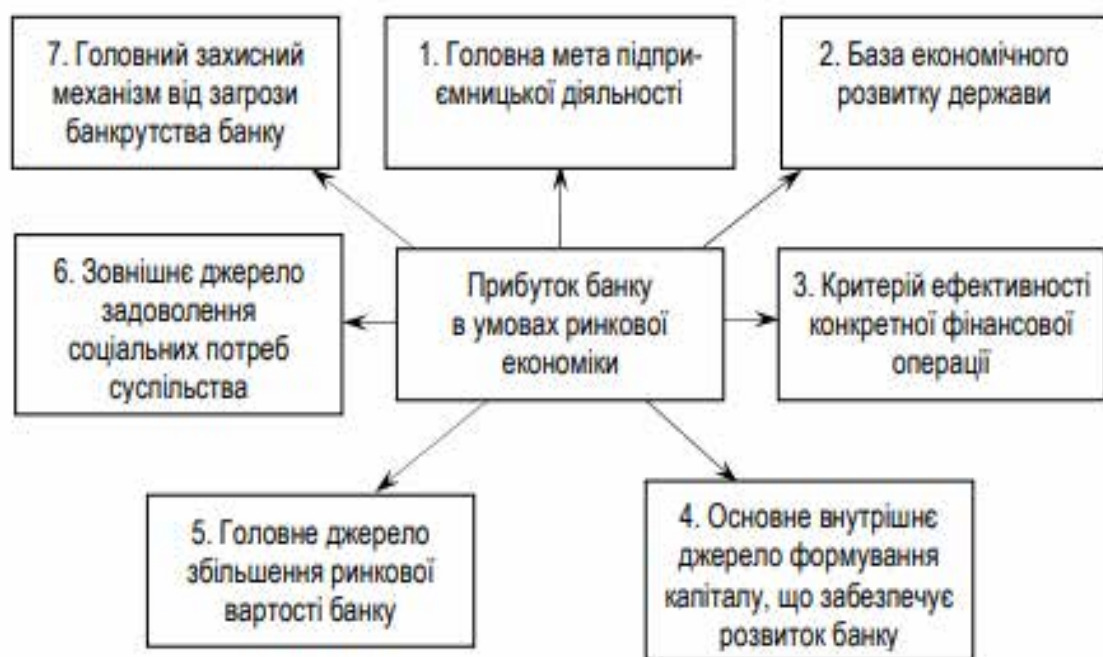 7. Головний захисний
механізм від загрози
банкрутства банку
1. Головна мета підпри-
ємницької діяльності
2. База економічного
розвитку держави
6. Зовнішнє джерело
задоволення
соціальних потреб
суспільства
Прибуток банку
в умовах ринкової
економіки
3. Критерій ефективності
конкретної фінансової
операції
5. Головне джерело
збільшення ринкової
вартості банку
4. Основне внутрішнє
джерело формування
капіталу, що забезпечує
розвиток банку